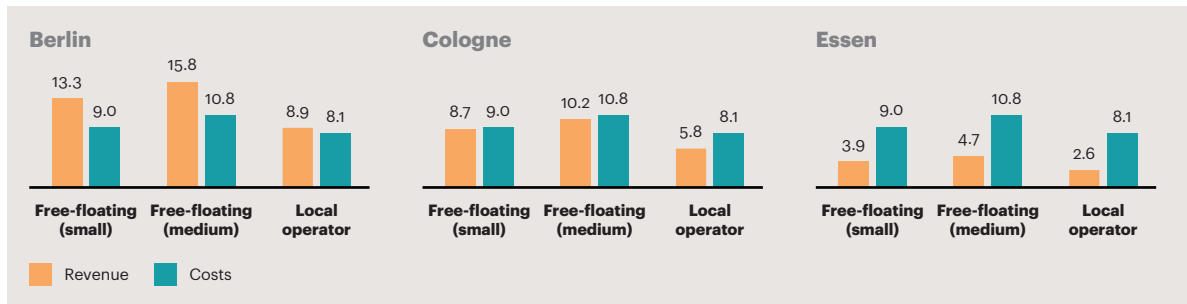 Berlin
13.3
9.0
15.8
10.8
8.9
8.1
Free-floating
(small)
Free-floating
(medium)
Local
operator
Cologne
8.7
9.0
10.2
10.8
5.8
8.1
Free-floating
(small)
Free-floating
(medium)
Local
operator
Essen
3.9
9.0
4.7
10.8
2.6
8.1
Free-floating
(small)
Free-floating
(medium)
Local
operator
Revenue
Costs